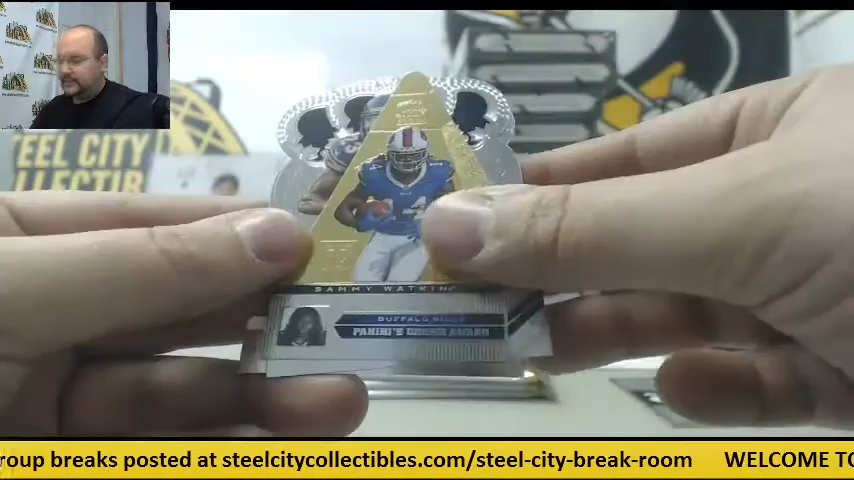 EEL CITY
LLECTIB
14
SAMMY WATKINS
BUFFALO BILLS
PANINI'S CROWN AWARD
roup breaks posted at steelcitycollectibles.com/steel-city-break-room WELCOME TO